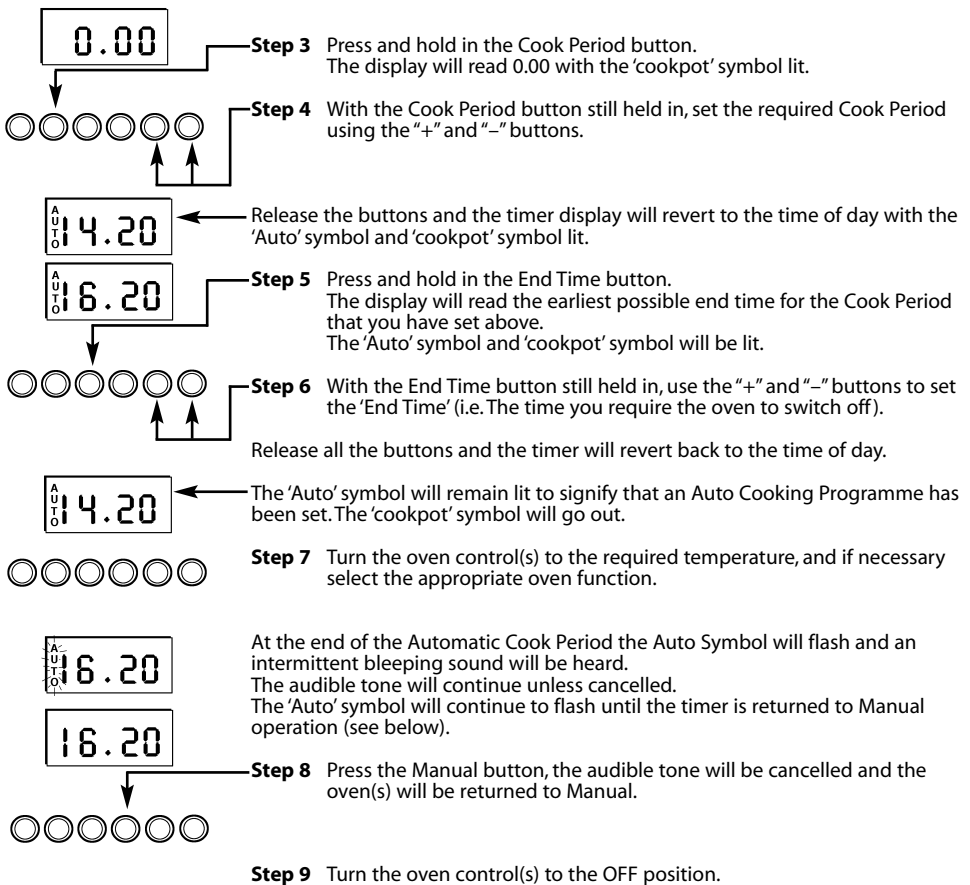 0.00
Step 3 Press and hold in the Cook Period button.
The display will read 0.00 with the ‘cookpot’ symbol lit.
Step 4 With the Cook Period button still held in, set the required Cook Period
using the “+” and “–” buttons.
AUTO 14.20
Release the buttons and the timer display will revert to the time of day with the
‘Auto’ symbol and ‘cookpot’ symbol lit.
AUTO 16.20
Step 5 Press and hold in the End Time button.
The display will read the earliest possible end time for the Cook Period
that you have set above.
The ‘Auto’ symbol and ‘cookpot’ symbol will be lit.
Step 6 With the End Time button still held in, use the “+” and “–” buttons to set
the ‘End Time’ (i.e. The time you require the oven to switch off).
Release all the buttons and the timer will revert back to the time of day.
AUTO 14.20
The ‘Auto’ symbol will remain lit to signify that an Auto Cooking Programme has
been set. The ‘cookpot’ symbol will go out.
Step 7 Turn the oven control(s) to the required temperature, and if necessary
select the appropriate oven function.
AUTO 16.20
At the end of the Automatic Cook Period the Auto Symbol will flash and an
intermittent bleeping sound will be heard.
The audible tone will continue unless cancelled.
The ‘Auto’ symbol will continue to flash until the timer is returned to Manual
operation (see below).
16.20
Step 8 Press the Manual button, the audible tone will be cancelled and the
oven(s) will be returned to Manual.
Step 9 Turn the oven control(s) to the OFF position.